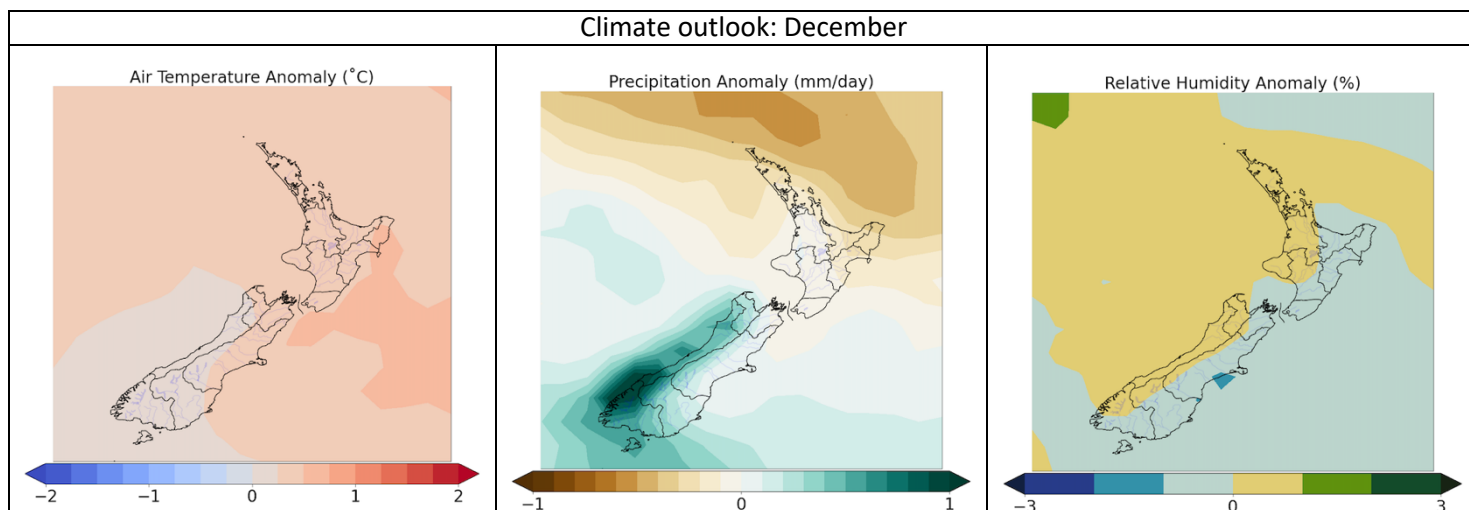 Climate outlook: December
Air Temperature Anomaly (˚C)
−2 −1 0 1 2
Precipitation Anomaly (mm/day)
−1 0 1
Relative Humidity Anomaly (%)
−3 0 3